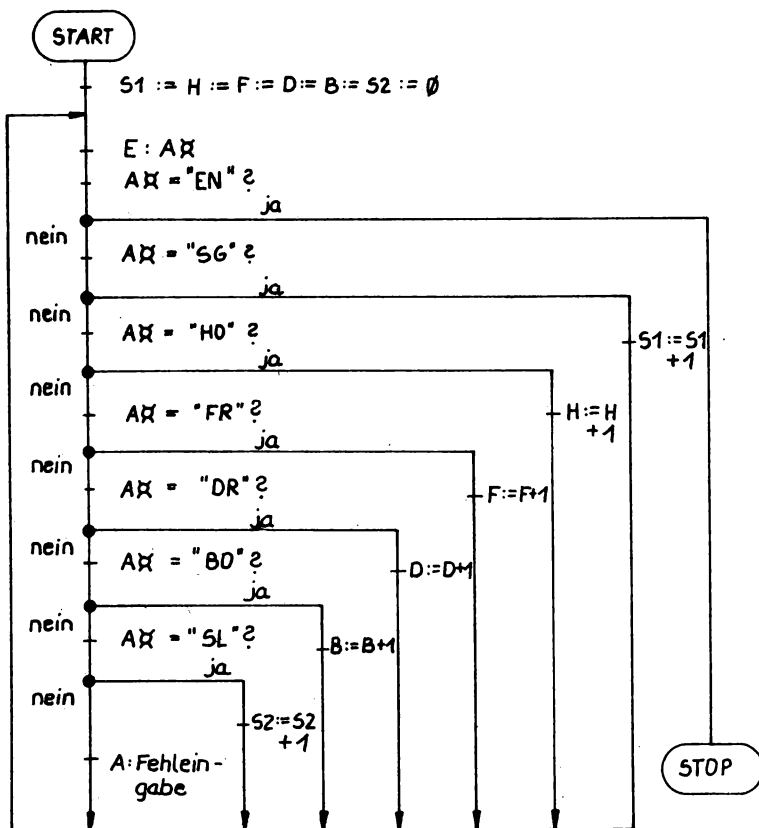 START
S1 := H := F := D := B := S2 := Ø
E : A¤
A¤ = "EN" ?
ja
nein
A¤ = "SG" ?
ja
S1 := S1
+1
nein
A¤ = "HO" ?
ja
H := H
+1
nein
A¤ = "FR" ?
ja
F := F+1
nein
A¤ = "DR" ?
ja
D := D+1
nein
A¤ = "BO" ?
ja
B := B+1
nein
A¤ = "SL" ?
ja
S2 := S2
+1
nein
A: Fehlein-
gabe
STOP